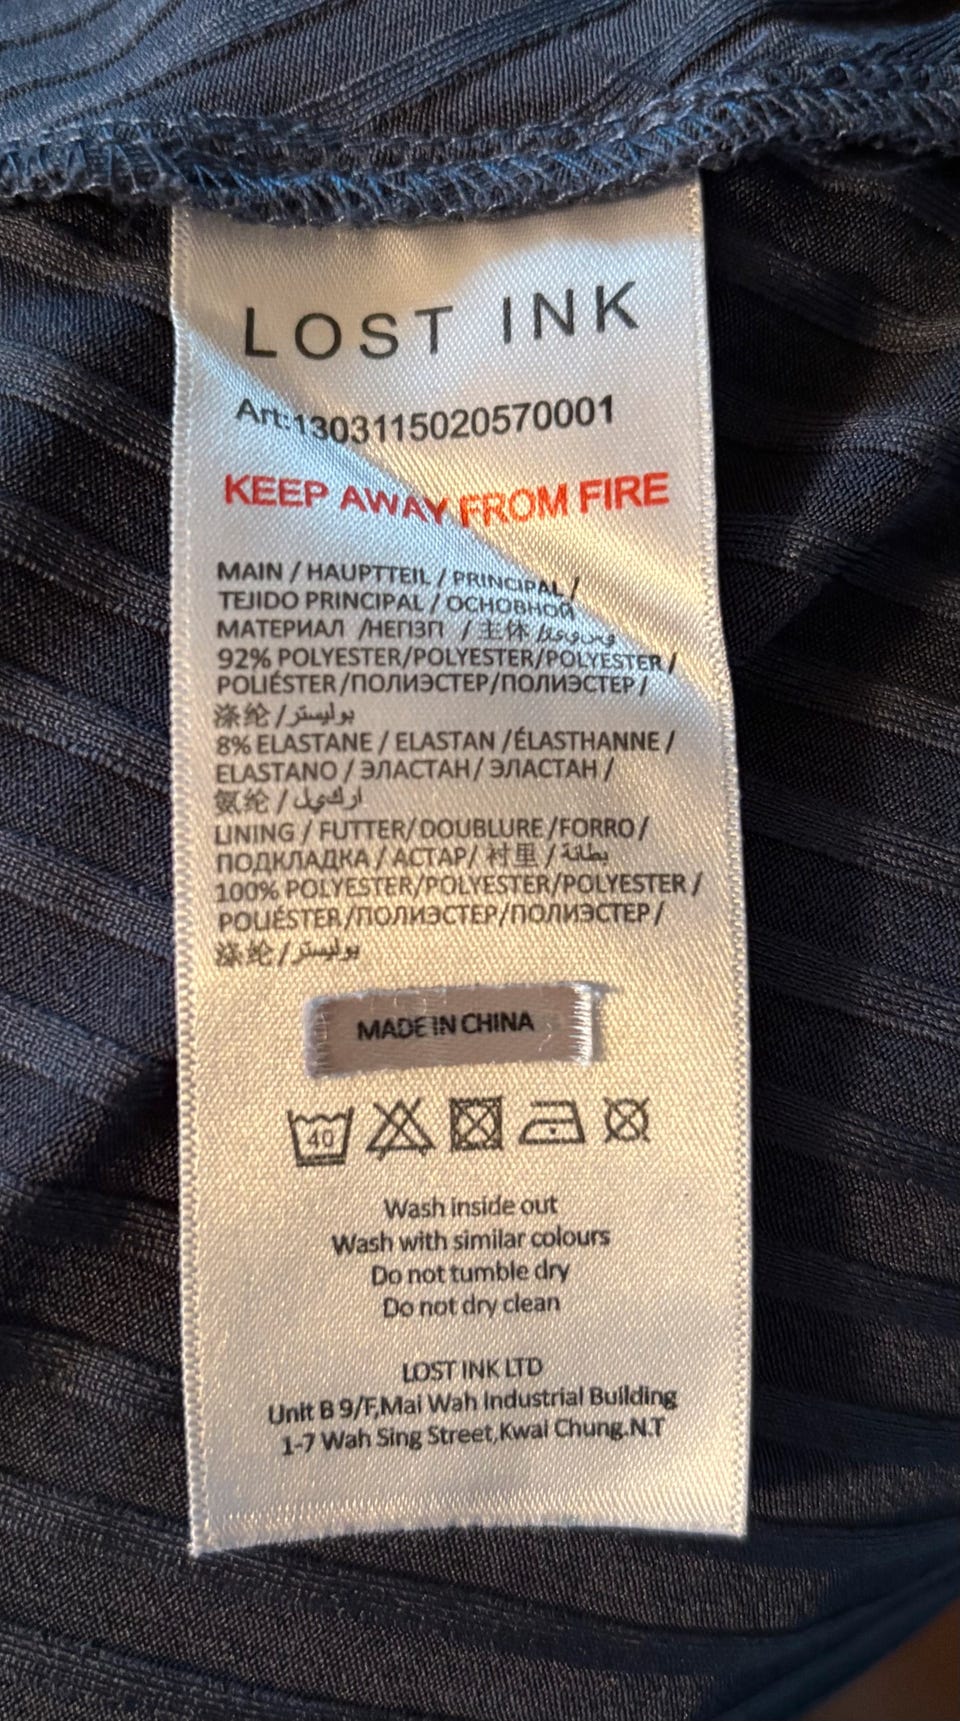 LOST INK
Art:1303115020570001
KEEP AWAY FROM FIRE
MAIN / HAUPTTEIL / PRINCIPAL /
TEJIDO PRINCIPAL / ОСНОВНОЙ
МАТЕРИАЛ /НЕГІЗГІ / 主体 /
92% POLYESTER/POLYESTER/POLYESTER /
POLIÉSTER/ПОЛИЭСТЕР/ПОЛИЭСТЕР/
涤纶/بوليستر
8% ELASTANE / ELASTAN /ÉLASTHANNE /
ELASTANO / ЭЛАСТАН/ ЭЛАСТАН /
氨纶 /
LINING / FUTTER/DOUBLURE/FORRO/
ПОДКЛАДКА / АСТАР/ 衬里 /بطانة
100% POLYESTER/POLYESTER/POLYESTER /
POLIÉSTER/ПОЛИЭСТЕР/ПОЛИЭСТЕР/
涤纶/بوليستر
MADE IN CHINA
40
Wash inside out
Wash with similar colours
Do not tumble dry
Do not dry clean
LOST INK LTD
Unit B 9/F,Mai Wah Industrial Building
1-7 Wah Sing Street,Kwai Chung.N.T